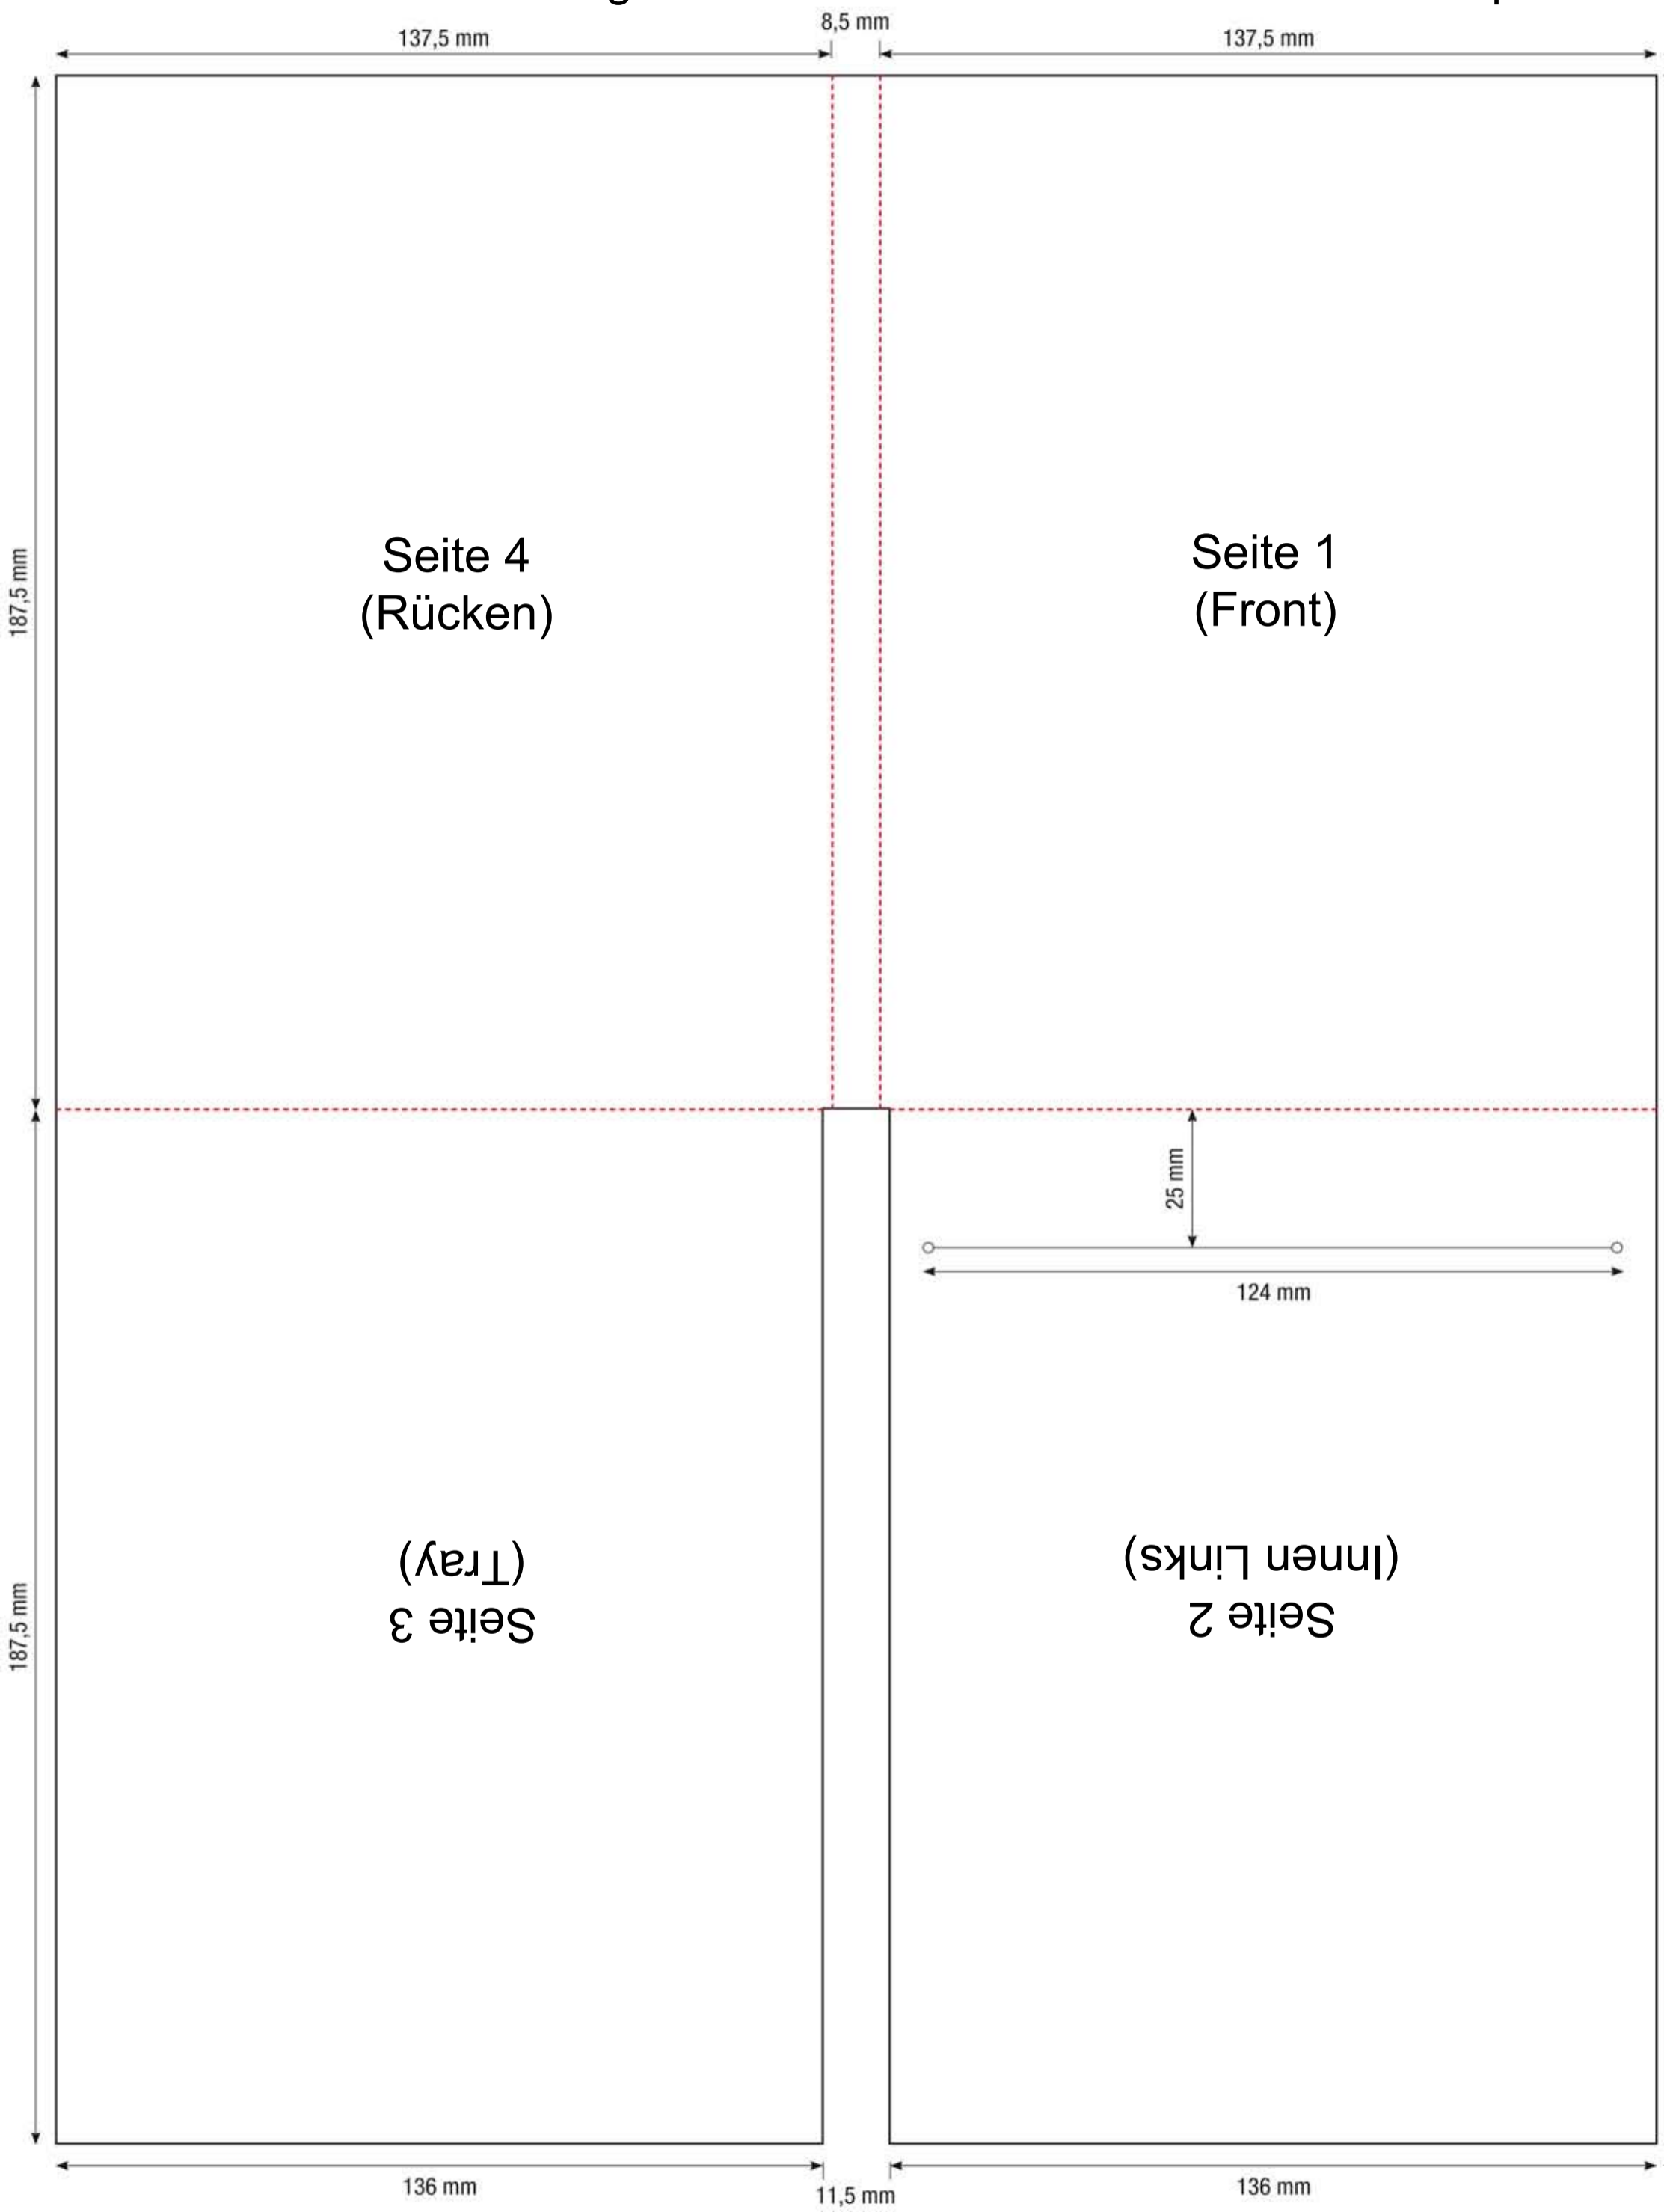 8,5 mm
137,5 mm
137,5 mm
187,5 mm
Seite 4
(Rücken)
Seite 1
(Front)
25 mm
124 mm
187,5 mm
Seite 3
(Tray)
Seite 2
(Innen Links)
136 mm
11,5 mm
136 mm